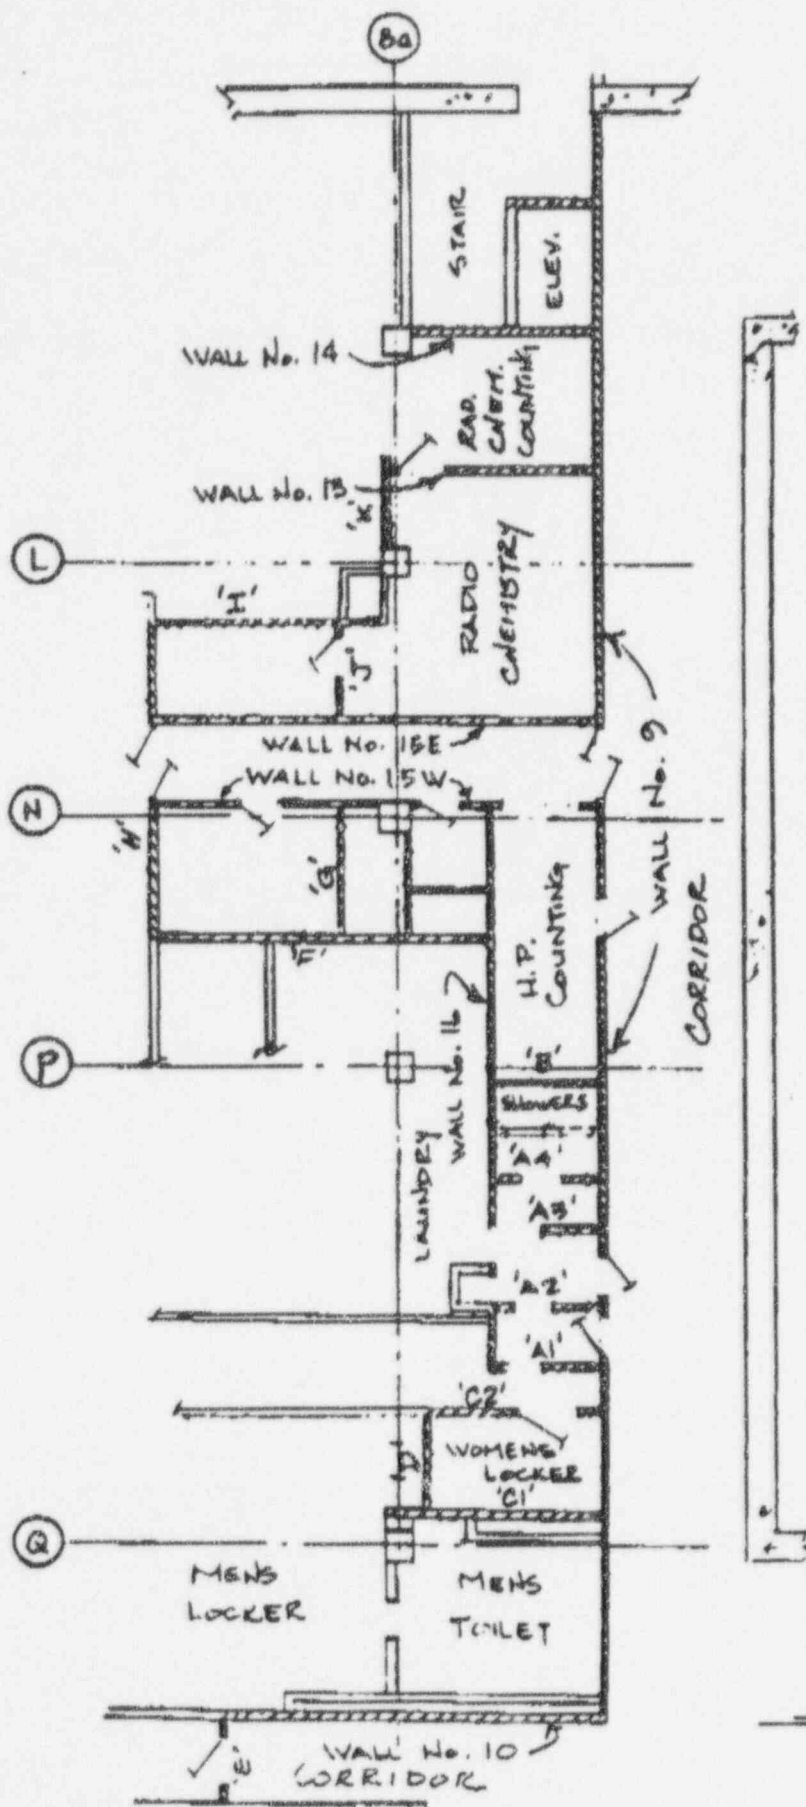 8a
STAIR
ELEV.
WALL No. 14
RAD.
CHEM.
COUNTING
WALL No. 13
'K'
L
RADIO
CHEMISTRY
'I'
'J'
WALL No. 15E
WALL No. 15W
N
'H'
'G'
'F'
H.P.
COUNTING
WALL No. 9
CORRIDOR
WALL No. 16
P
'B'
SHOWERS
'A4'
'A3'
LAUNDRY
'A2'
'A1'
'C2'
'D'
WOMENS
LOCKER
'C1'
Q
MENS
LOCKER
MENS
TOILET
WALL No. 10
CORRIDOR
'E'